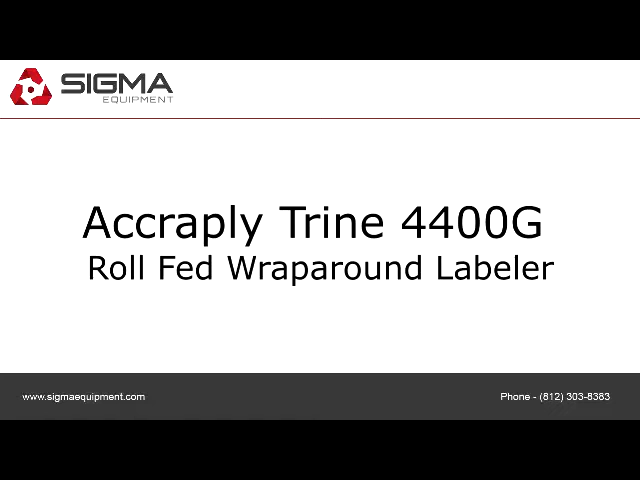 SIGMA
EQUIPMENT
Accraply Trine 4400G
Roll Fed Wraparound Labeler
www.sigmaequipment.com
Phone - (812) 303-8383